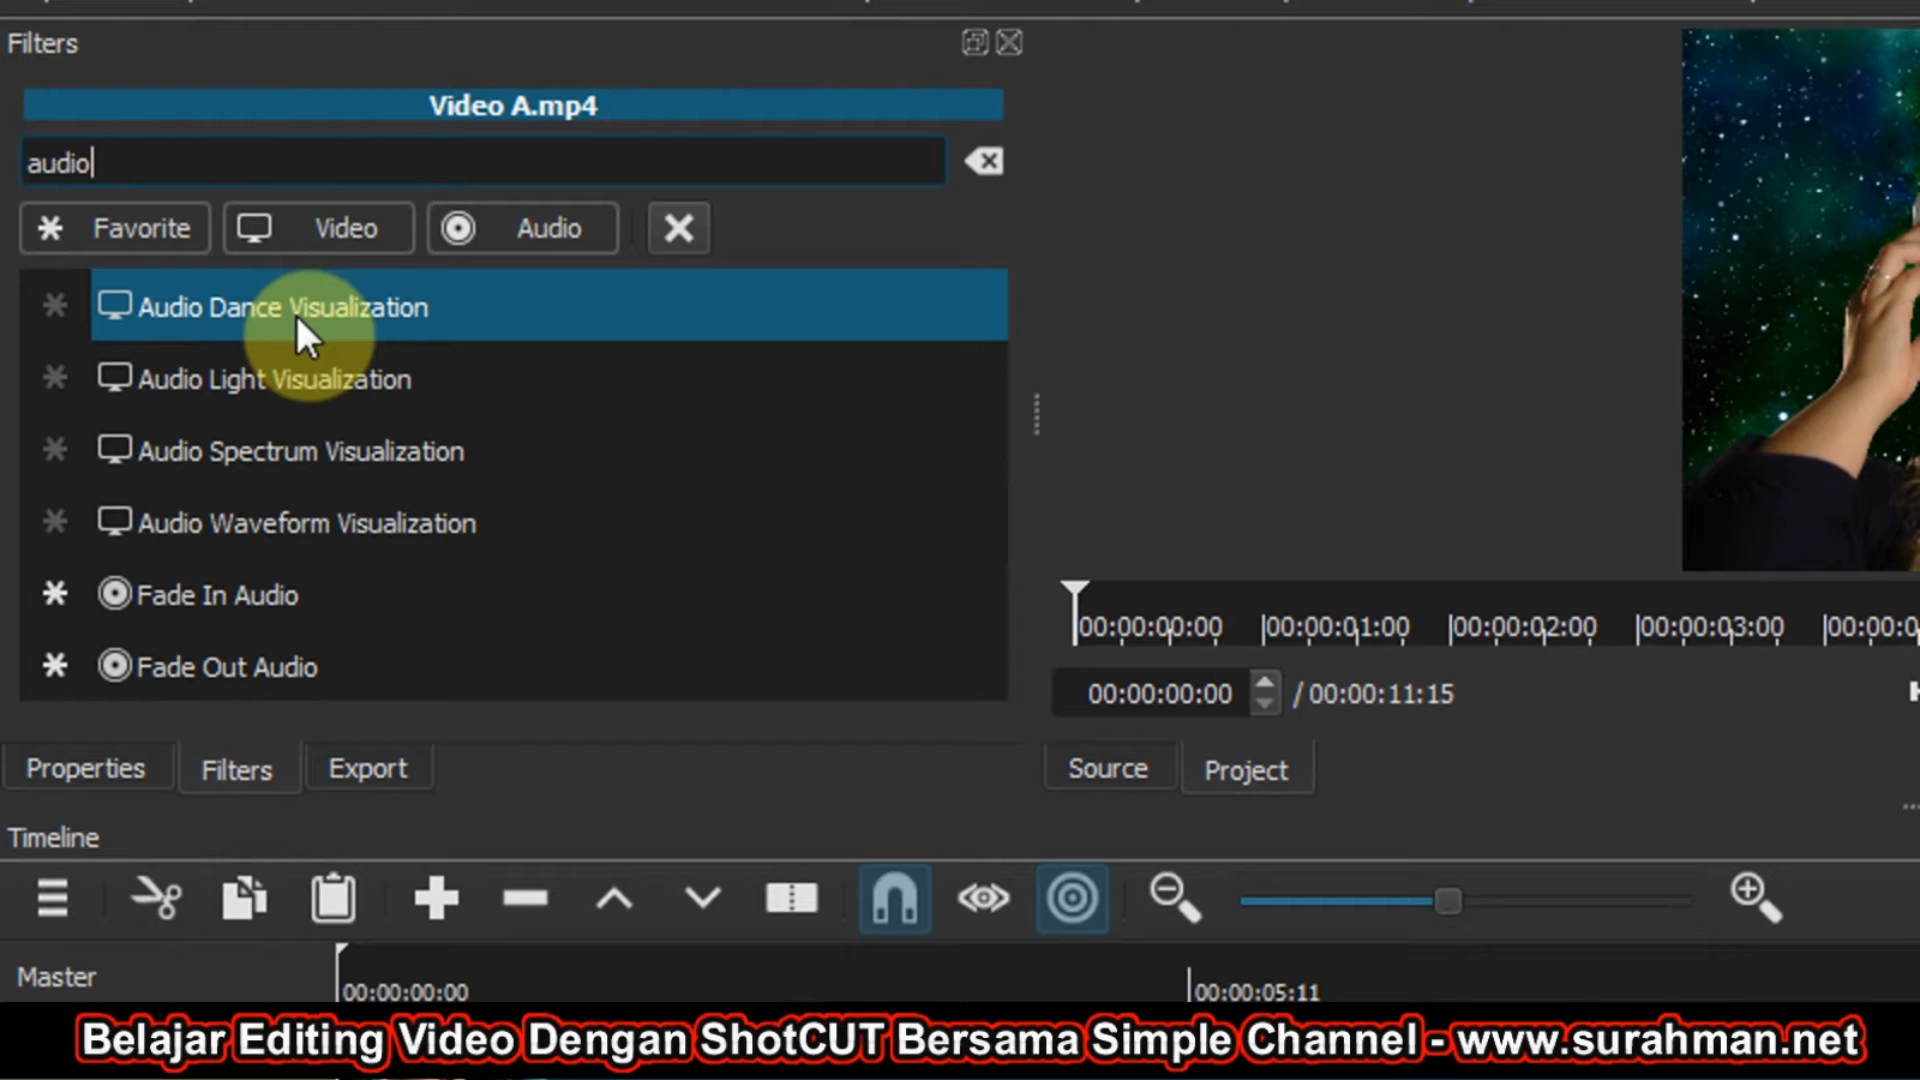 Filters
Video A.mp4
audio
Favorite Video Audio
Audio Dance Visualization
Audio Light Visualization
Audio Spectrum Visualization
Audio Waveform Visualization
Fade In Audio
Fade Out Audio
Properties Filters Export
00:00:00:00 00:00:01:00 00:00:02:00 00:00:03:00 00:00:0
00:00:00:00 / 00:00:11:15
Source Project
Timeline
Master
00:00:00:00 00:00:05:11
Belajar Editing Video Dengan ShotCUT Bersama Simple Channel - www.surahman.net